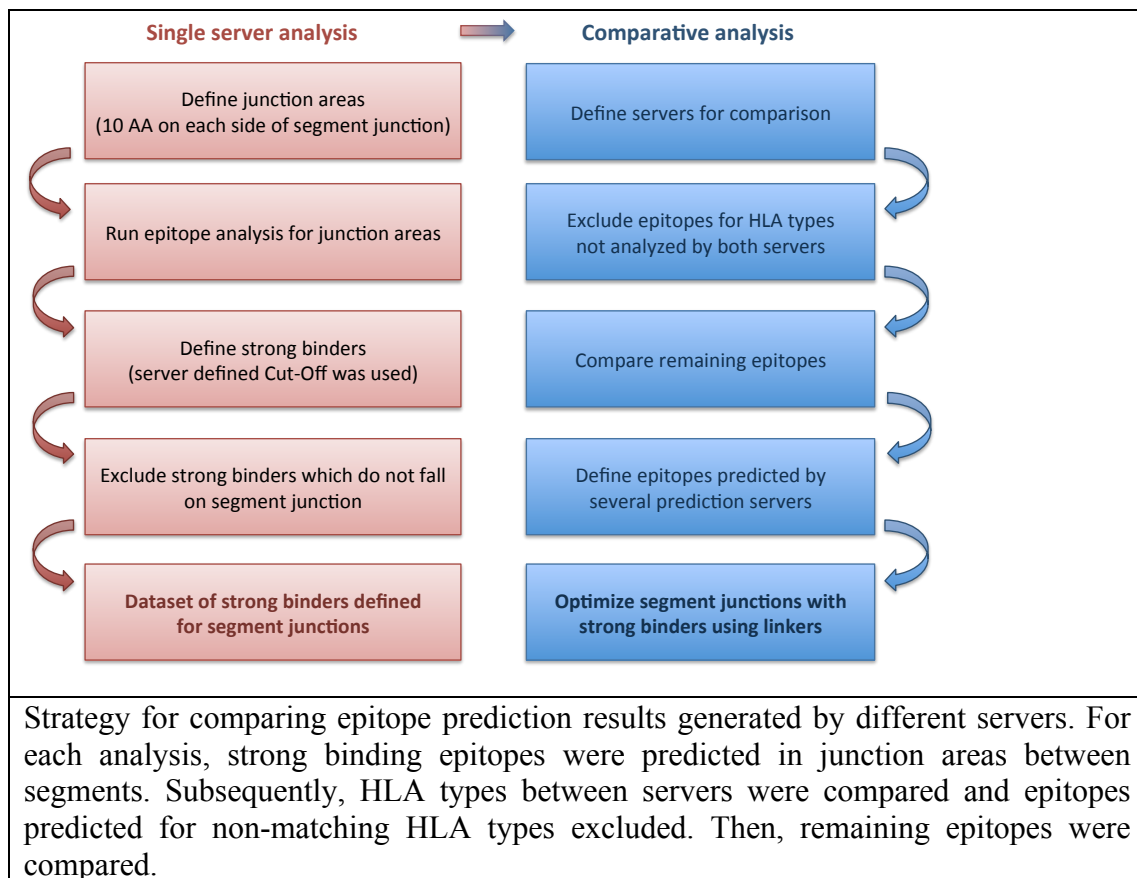 Single server analysis
Comparative analysis
Define junction areas
(10 AA on each side of segment junction)
Run epitope analysis for junction areas
Define strong binders
(server defined Cut-Off was used)
Exclude strong binders which do not fall
on segment junction
Dataset of strong binders defined
for segment junctions
Define servers for comparison
Exclude epitopes for HLA types
not analyzed by both servers
Compare remaining epitopes
Define epitopes predicted by
several prediction servers
Optimize segment junctions with
strong binders using linkers
Strategy for comparing epitope prediction results generated by different servers. For
each analysis, strong binding epitopes were predicted in junction areas between
segments. Subsequently, HLA types between servers were compared and epitopes
predicted for non-matching HLA types excluded. Then, remaining epitopes were
compared.